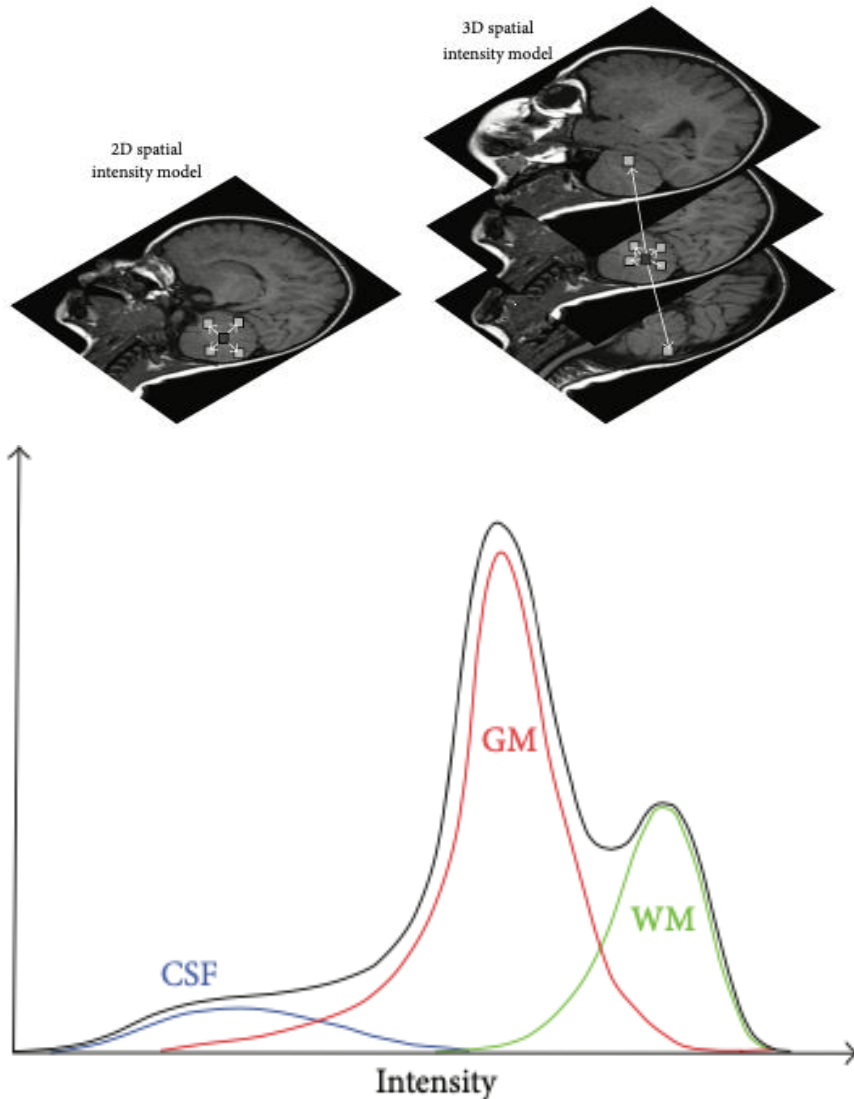 3D spatial
intensity model
2D spatial
intensity model
GM
WM
CSF
Intensity